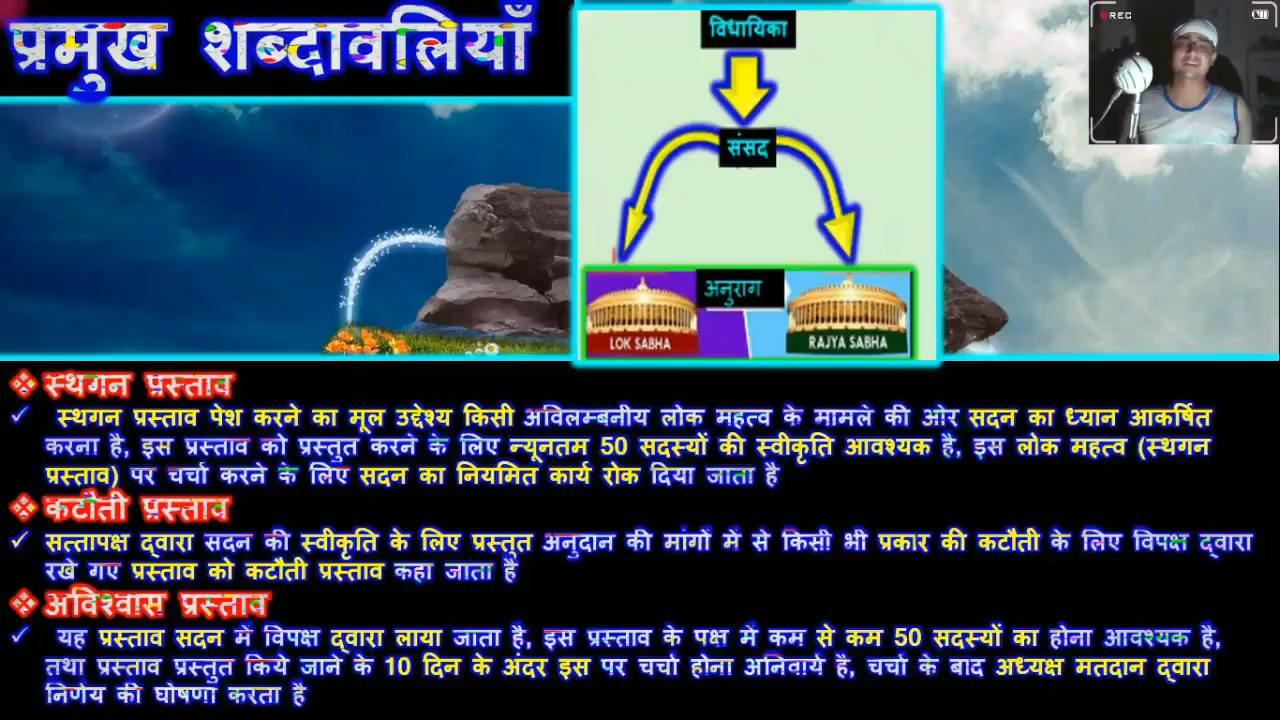 प्रमुख शब्दावलियाँ
विधायिका
REC
संसद
अनुराग
LOK SABHA
RAJYA SABHA
❖ स्थगन प्रस्ताव
✓ स्थगन प्रस्ताव पेश करने का मूल उद्देश्य किसी अविलम्बनीय लोक महत्व के मामले की ओर सदन का ध्यान आकर्षित
करना है, इस प्रस्ताव को प्रस्तुत करने के लिए न्यूनतम 50 सदस्यों की स्वीकृति आवश्यक है, इस लोक महत्व (स्थगन
प्रस्ताव) पर चर्चा करने के लिए सदन का नियमित कार्य रोक दिया जाता है
❖ कटौती प्रस्ताव
✓ सत्तापक्ष द्वारा सदन की स्वीकृति के लिए प्रस्तुत अनुदान की मांगों में से किसी भी प्रकार की कटौती के लिए विपक्ष द्वारा
रखे गए प्रस्ताव को कटौती प्रस्ताव कहा जाता है
❖ अविश्वास प्रस्ताव
✓ यह प्रस्ताव सदन में विपक्ष द्वारा लाया जाता है, इस प्रस्ताव के पक्ष में कम से कम 50 सदस्यों का होना आवश्यक है,
तथा प्रस्ताव प्रस्तुत किये जाने के 10 दिन के अंदर इस पर चर्चा होना अनिवार्य है, चर्चा के बाद अध्यक्ष मतदान द्वारा
निर्णय की घोषणा करता है